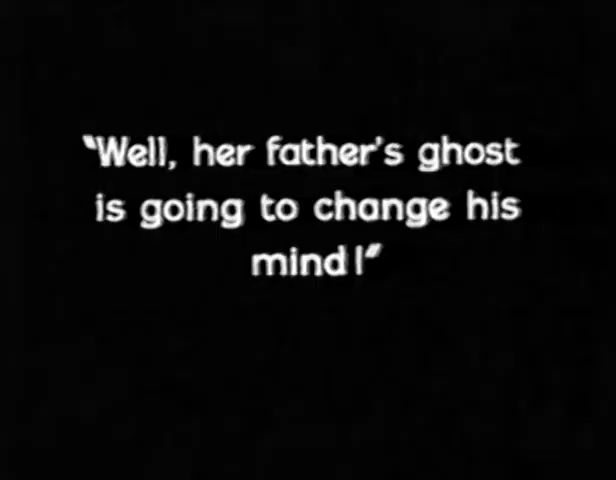 "Well, her father's ghost
is going to change his
mind!"